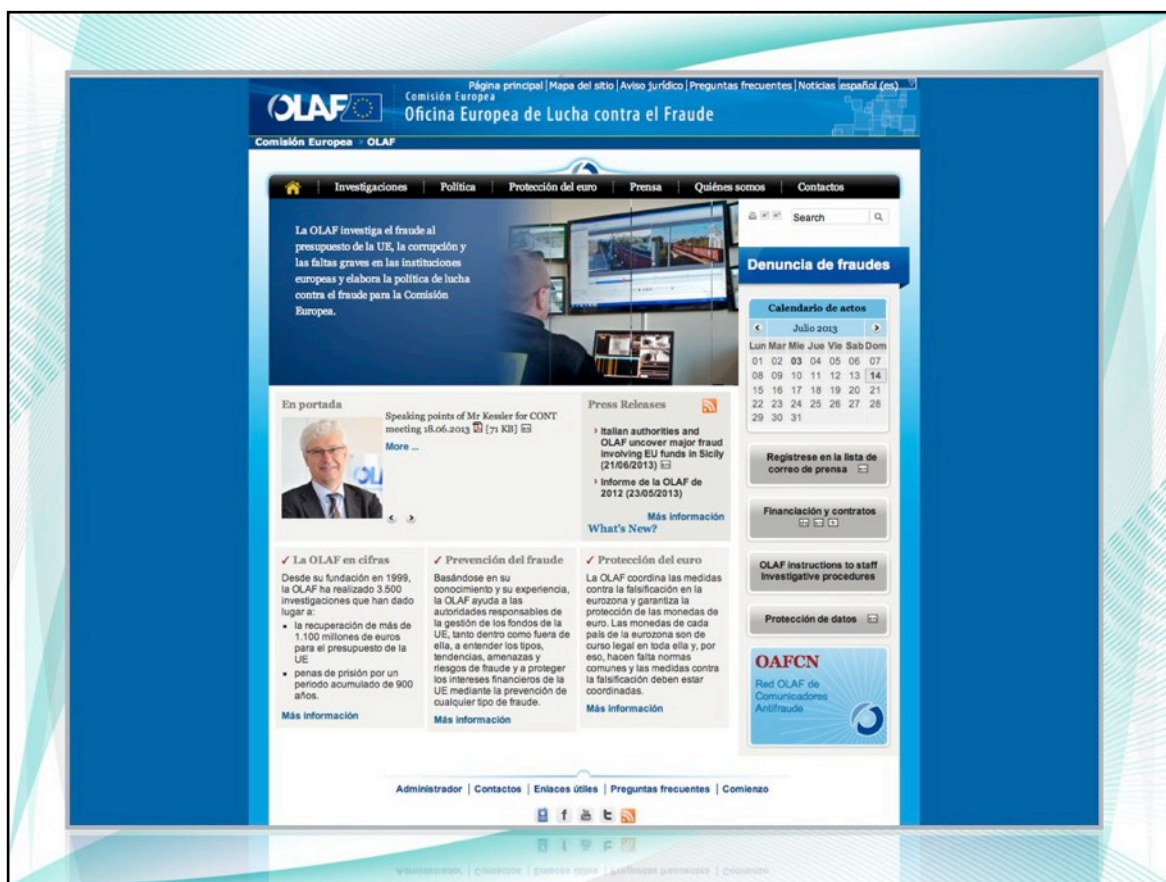 Página principal | Mapa del sitio | Aviso jurídico | Preguntas frecuentes | Noticias español (es)
OLAF
Comisión Europea
Oficina Europea de Lucha contra el Fraude
Comisión Europea > OLAF
Investigaciones
Política
Protección del euro
Prensa
Quiénes somos
Contactos
La OLAF investiga el fraude al
presupuesto de la UE, la corrupción y
las faltas graves en las instituciones
europeas y elabora la política de lucha
contra el fraude para la Comisión
Europea.
Search
Denuncia de fraudes
Calendario de actos
Julio 2013
Lun Mar Mie Jue Vie Sab Dom
01 02 03 04 05 06 07
08 09 10 11 12 13 14
15 16 17 18 19 20 21
22 23 24 25 26 27 28
29 30 31
En portada
Speaking points of Mr Kessler for CONT
meeting 18.06.2013 [71 KB]
More ...
Press Releases
Italian authorities and
OLAF uncover major fraud
involving EU funds in Sicily
(21/06/2013)
Informe de la OLAF de
2012 (23/05/2013)
Más información
What's New?
Regístrese en la lista de
correo de prensa
Financiación y contratos
OLAF instructions to staff
Investigative procedures
Protección de datos
OAFCN
Red OLAF de
Comunicadores
Antifraude
La OLAF en cifras
Desde su fundación en 1999,
la OLAF ha realizado 3.500
investigaciones que han dado
lugar a:
la recuperación de más de
1.100 millones de euros
para el presupuesto de la
UE
penas de prisión por un
periodo acumulado de 900
años.
Más información
Prevención del fraude
Basándose en su
conocimiento y su experiencia,
la OLAF ayuda a las
autoridades responsables de
la gestión de los fondos de la
UE, tanto dentro como fuera de
ella, a entender los tipos,
tendencias, amenazas y
riesgos de fraude y a proteger
los intereses financieros de la
UE mediante la prevención de
cualquier tipo de fraude.
Más información
Protección del euro
La OLAF coordina las medidas
contra la falsificación en la
eurozona y garantiza la
protección de las monedas de
euro. Las monedas de cada
país de la eurozona son de
curso legal en toda ella y, por
eso, hacen falta normas
comunes y las medidas contra
la falsificación deben estar
coordinadas.
Más información
Administrador | Contactos | Enlaces útiles | Preguntas frecuentes | Comienzo